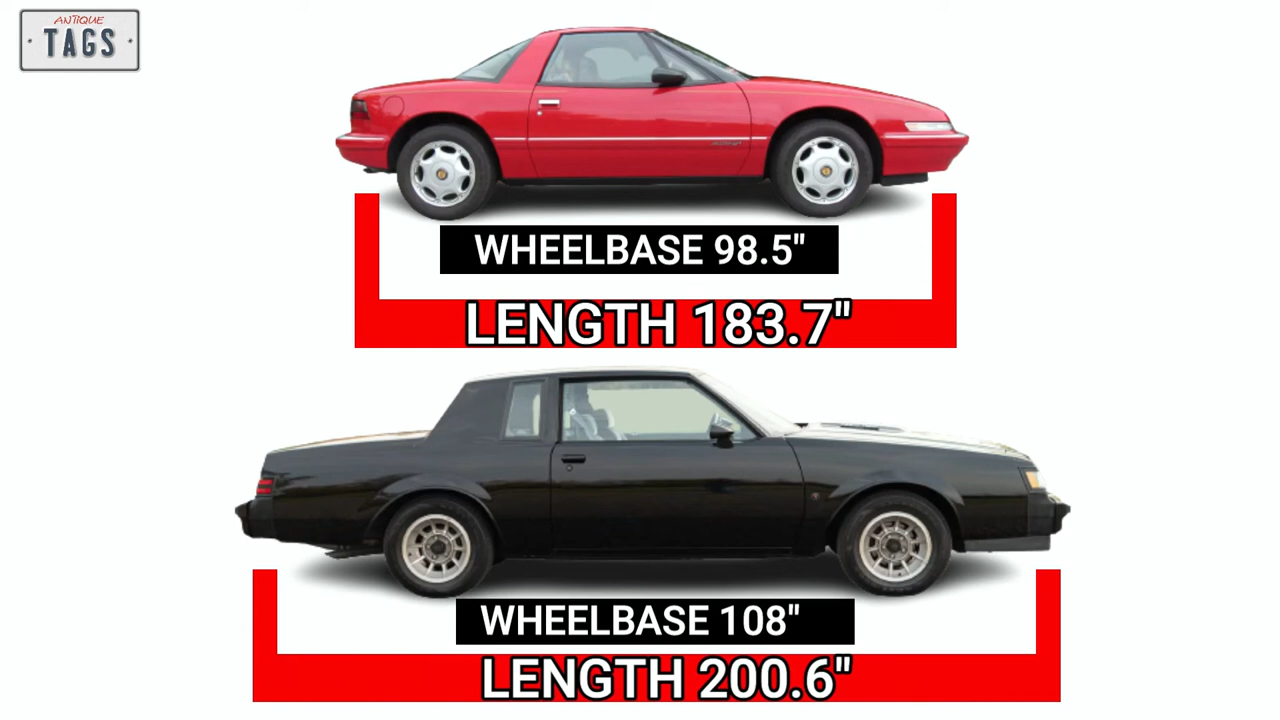 ANTIQUE
TAGS
WHEELBASE 98.5"
LENGTH 183.7"
WHEELBASE 108"
LENGTH 200.6"